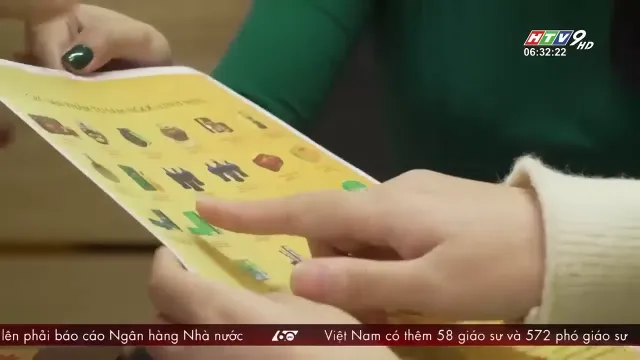 HTV9 HD
06:32:22
lên phải báo cáo Ngân hàng Nhà nước 60 Việt Nam có thêm 58 giáo sư và 572 phó giáo sư